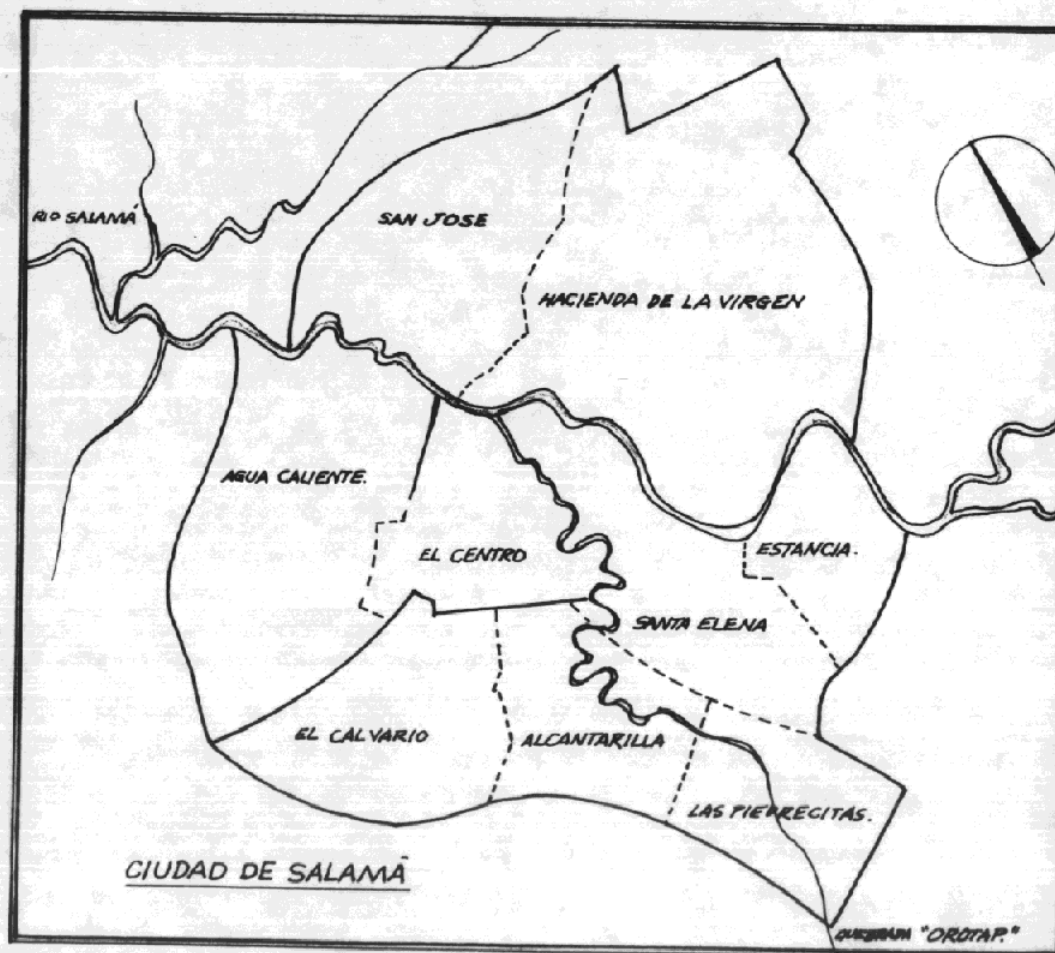 RIO SALAMÁ
SAN JOSE
HACIENDA DE LA VIRGEN
AGUA CALIENTE.
EL CENTRO
ESTANCIA.
SANTA ELENA
EL CALVARIO
ALCANTARILLA
LAS PIEDRECITAS.
CIUDAD DE SALAMÁ
QUEBRADA "OROTAP."